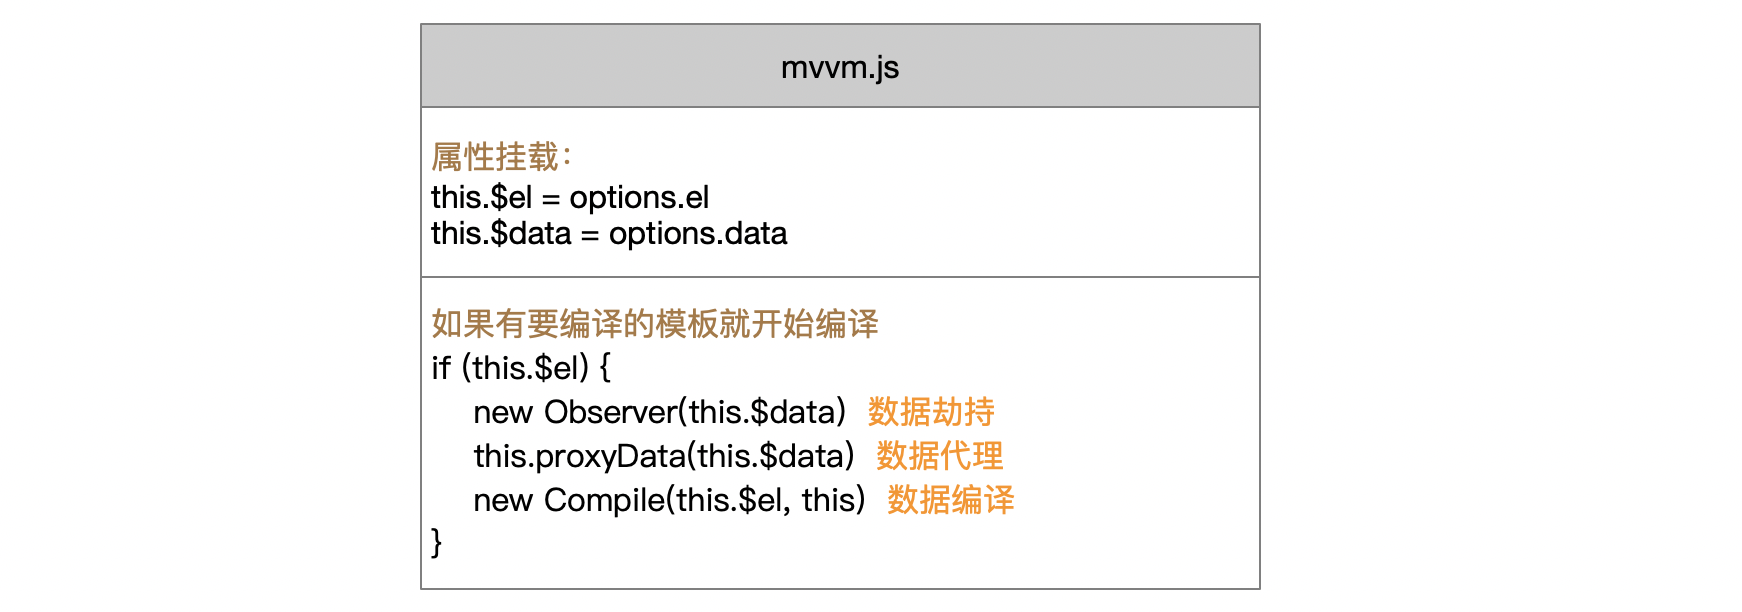 mvvm.js
属性挂载：
this.$el = options.el
this.$data = options.data
如果有要编译的模板就开始编译
if (this.$el) {
new Observer(this.$data) 数据劫持
this.proxyData(this.$data) 数据代理
new Compile(this.$el, this) 数据编译
}